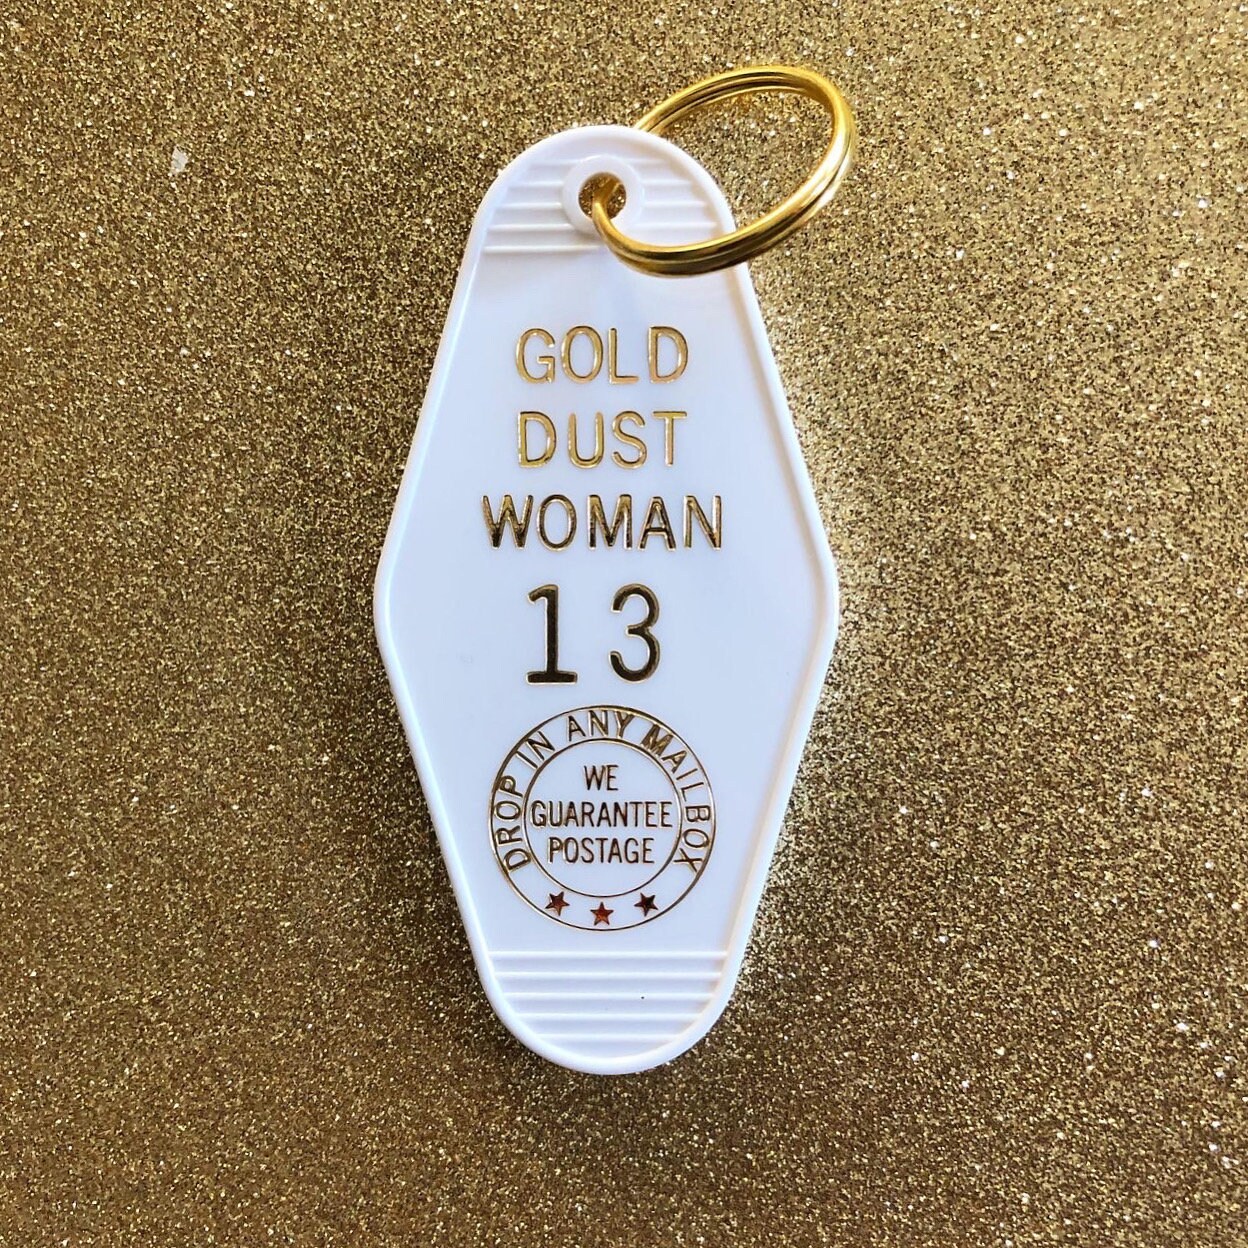 GOLD
DUST
WOMAN
13
DROP IN ANY MAILBOX
WE
GUARANTEE
POSTAGE